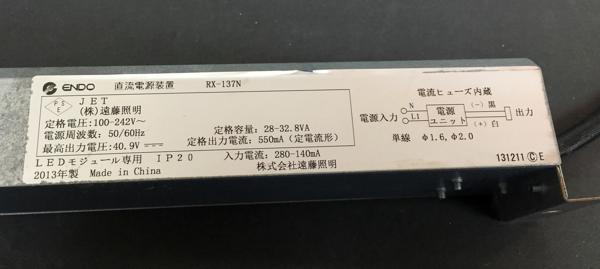 ENDO 直流電源装置 RX-137N
PSE JET
(株)遠藤照明
定格電圧:100-242V~
電源周波数:50/60Hz 定格容量:28-32.8VA
最高出力電圧:40.9V 定格出力電流:550mA(定電流形)
LEDモジュール専用 IP20 入力電流:280-140mA
2013年製 Made in China 株式会社遠藤照明
電流ヒューズ内蔵
電源入力 N L1 電源ユニット (-)黒 (+)白 出力
単線 φ1.6, φ2.0
131211 ⒸE